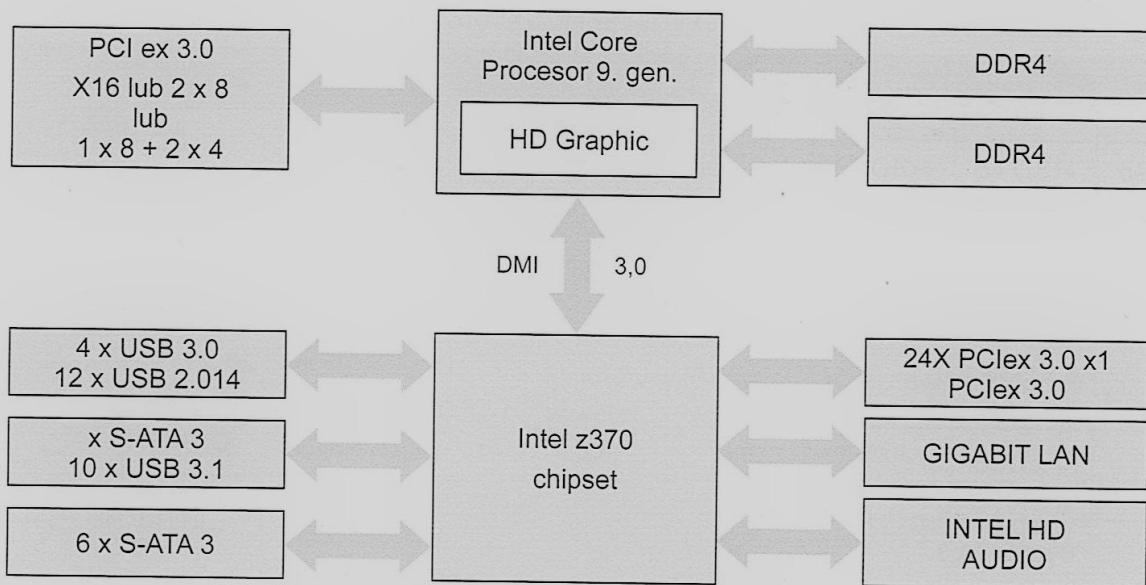 PCI ex 3.0
X16 lub 2 x 8
lub
1 x 8 + 2 x 4
Intel Core
Procesor 9. gen.
HD Graphic
DDR4
DDR4
DMI 3,0
4 x USB 3.0
12 x USB 2.014
x S-ATA 3
10 x USB 3.1
6 x S-ATA 3
Intel z370
chipset
24X PCIex 3.0 x1
PCIex 3.0
GIGABIT LAN
INTEL HD
AUDIO